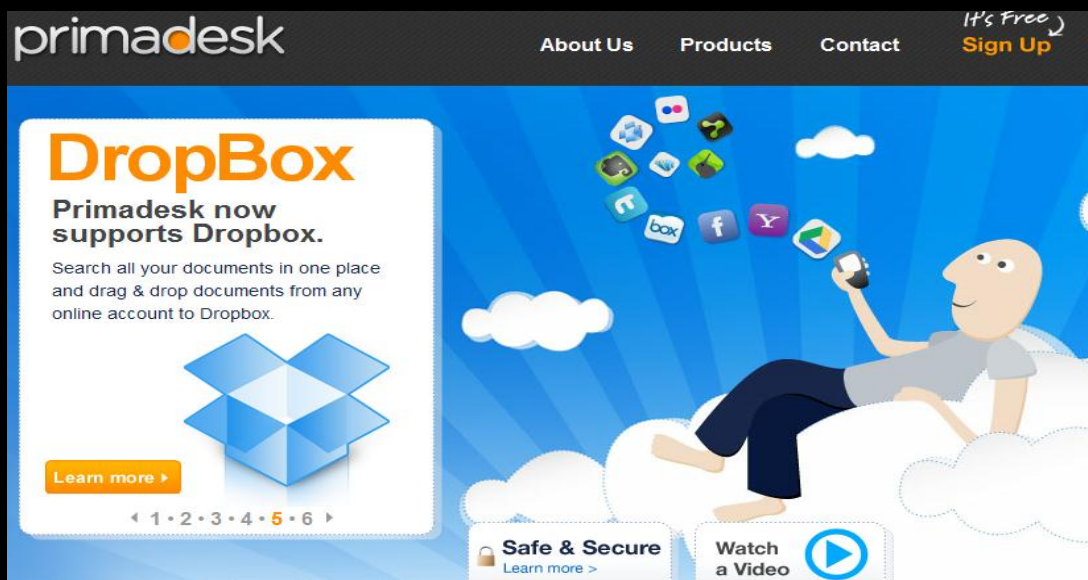 primadesk
About Us Products Contact
It's Free
Sign Up
DropBox
Primadesk now
supports Dropbox.
Search all your documents in one place
and drag & drop documents from any
online account to Dropbox.
Learn more
1 • 2 • 3 • 4 • 5 • 6
box
f
Y
Safe & Secure
Learn more >
Watch
a Video